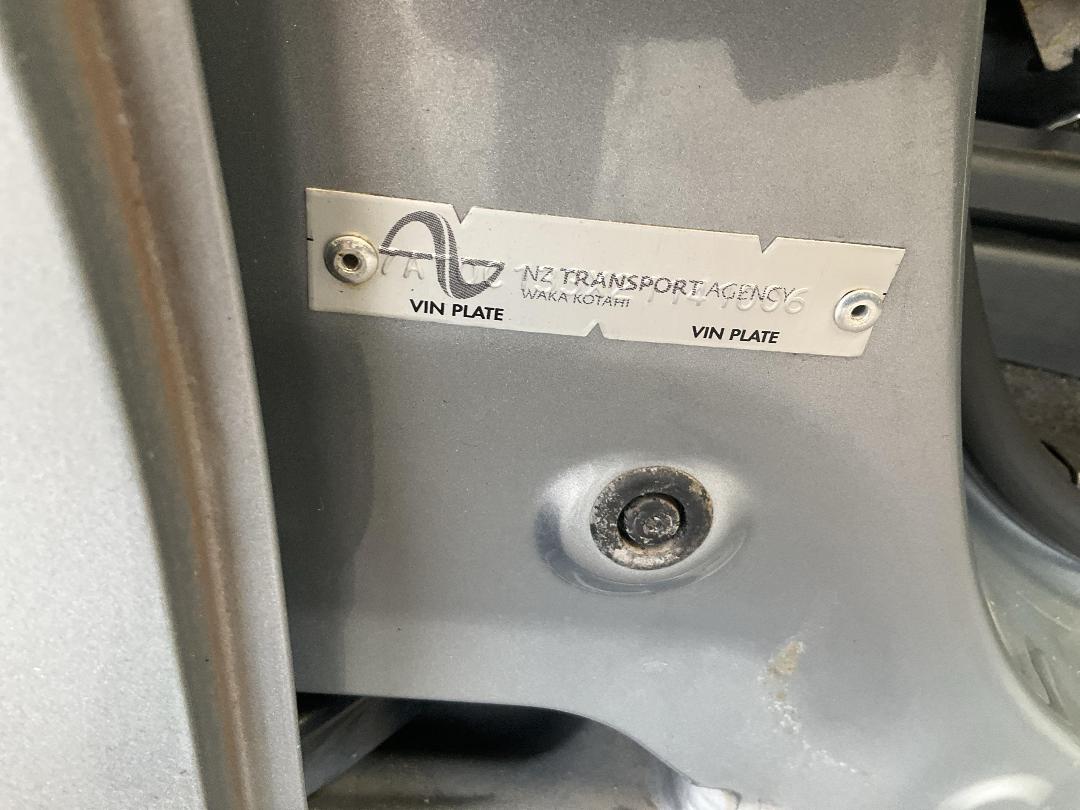 NZ TRANSPORT AGENCY
WAKA KOTAHI
VIN PLATE
VIN PLATE